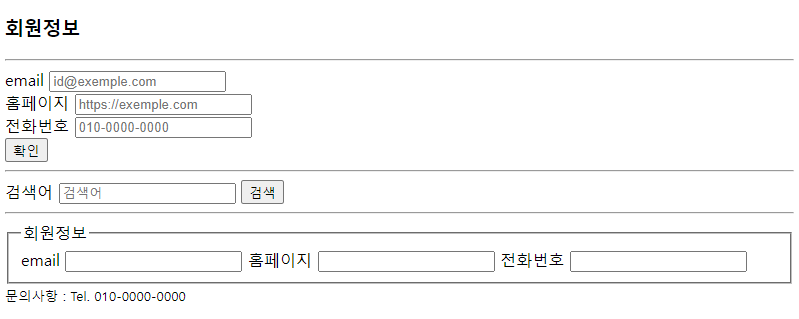 회원정보
email id@exemple.com
홈페이지 https://exemple.com
전화번호 010-0000-0000
확인
검색어 검색어 검색
회원정보
email 홈페이지 전화번호
문의사항 : Tel. 010-0000-0000